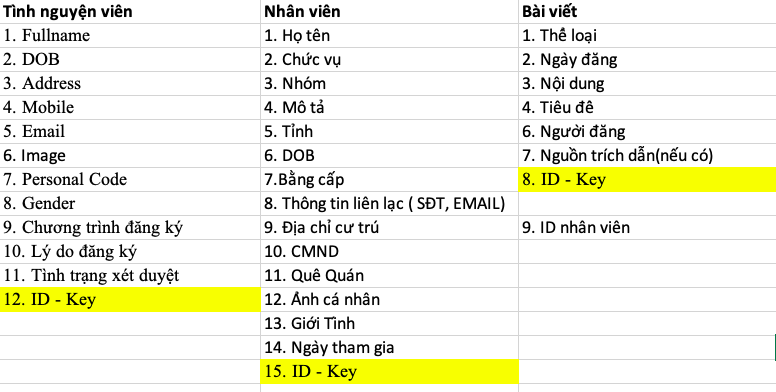 Tình nguyện viên
1. Fullname
2. DOB
3. Address
4. Mobile
5. Email
6. Image
7. Personal Code
8. Gender
9. Chương trình đăng ký
10. Lý do đăng ký
11. Tình trạng xét duyệt
12. ID - Key
Nhân viên
1. Họ tên
2. Chức vụ
3. Nhóm
4. Mô tả
5. Tỉnh
6. DOB
7.Bằng cấp
8. Thông tin liên lạc ( SĐT, EMAIL)
9. Địa chỉ cư trú
10. CMND
11. Quê Quán
12. Ảnh cá nhân
13. Giới Tình
14. Ngày tham gia
15. ID - Key
Bài viết
1. Thể loại
2. Ngày đăng
3. Nội dung
4. Tiêu đề
6. Người đăng
7. Nguồn trích dẫn(nếu có)
8. ID - Key
9. ID nhân viên